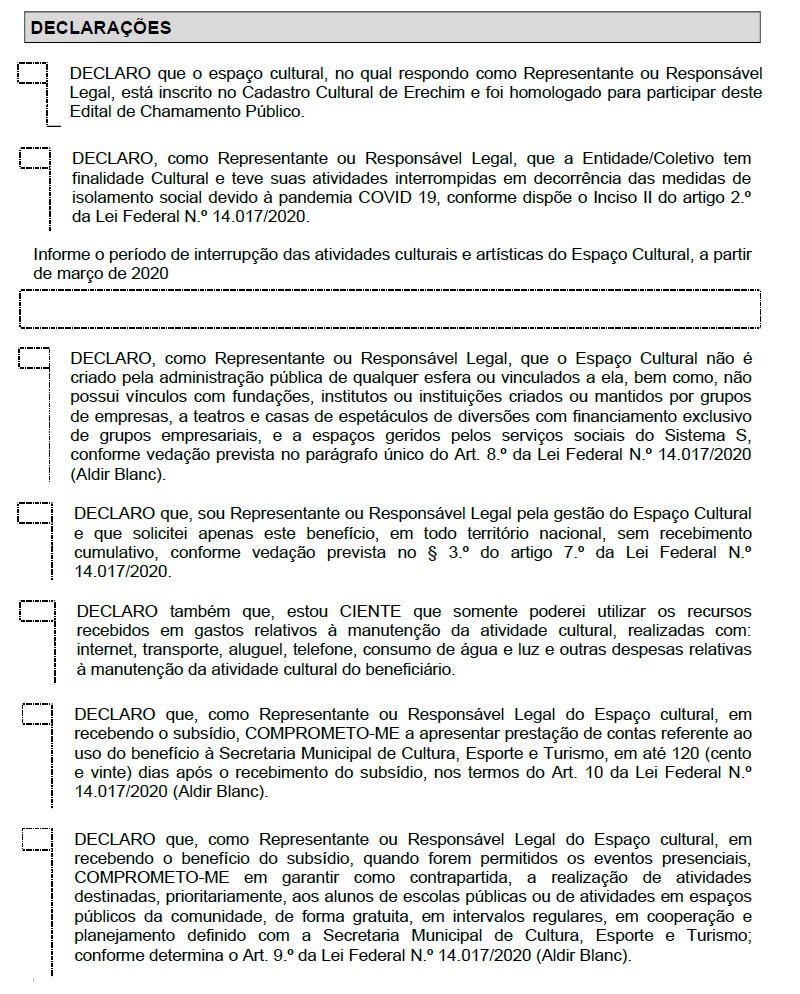 DECLARAÇÕES
DECLARO que o espaço cultural, no qual respondo como Representante ou Responsável
Legal, está inscrito no Cadastro Cultural de Erechim e foi homologado para participar deste
Edital de Chamamento Público.
DECLARO, como Representante ou Responsável Legal, que a Entidade/Coletivo tem
finalidade Cultural e teve suas atividades interrompidas em decorrência das medidas de
isolamento social devido à pandemia COVID 19, conforme dispõe o Inciso II do artigo 2.º
da Lei Federal N.º 14.017/2020.
Informe o período de interrupção das atividades culturais e artísticas do Espaço Cultural, a partir
de março de 2020
DECLARO, como Representante ou Responsável Legal, que o Espaço Cultural não é
criado pela administração pública de qualquer esfera ou vinculados a ela, bem como, não
possui vínculos com fundações, institutos ou instituições criados ou mantidos por grupos
de empresas, a teatros e casas de espetáculos de diversões com financiamento exclusivo
de grupos empresariais, e a espaços geridos pelos serviços sociais do Sistema S,
conforme vedação prevista no parágrafo único do Art. 8.º da Lei Federal N.º 14.017/2020
(Aldir Blanc).
DECLARO que, sou Representante ou Responsável Legal pela gestão do Espaço Cultural
e que solicitei apenas este benefício, em todo território nacional, sem recebimento
cumulativo, conforme vedação prevista no § 3.º do artigo 7.º da Lei Federal N.º
14.017/2020.
DECLARO também que, estou CIENTE que somente poderei utilizar os recursos
recebidos em gastos relativos à manutenção da atividade cultural, realizadas com:
internet, transporte, aluguel, telefone, consumo de água e luz e outras despesas relativas
à manutenção da atividade cultural do beneficiário.
DECLARO que, como Representante ou Responsável Legal do Espaço cultural, em
recebendo o subsídio, COMPROMETO-ME a apresentar prestação de contas referente ao
uso do benefício à Secretaria Municipal de Cultura, Esporte e Turismo, em até 120 (cento
e vinte) dias após o recebimento do subsídio, nos termos do Art. 10 da Lei Federal N.º
14.017/2020 (Aldir Blanc).
DECLARO que, como Representante ou Responsável Legal do Espaço cultural, em
recebendo o benefício do subsídio, quando forem permitidos os eventos presenciais,
COMPROMETO-ME em garantir como contrapartida, a realização de atividades
destinadas, prioritariamente, aos alunos de escolas públicas ou de atividades em espaços
públicos da comunidade, de forma gratuita, em intervalos regulares, em cooperação e
planejamento definido com a Secretaria Municipal de Cultura, Esporte e Turismo;
conforme determina o Art. 9.º da Lei Federal N.º 14.017/2020 (Aldir Blanc).